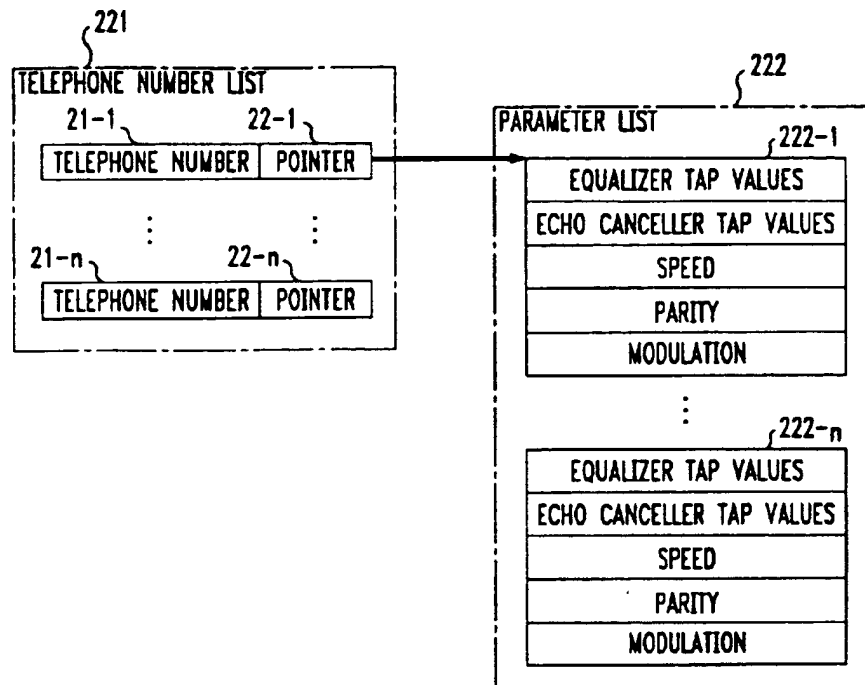 221
TELEPHONE NUMBER LIST
21-1 22-1
TELEPHONE NUMBER POINTER
21-n 22-n
TELEPHONE NUMBER POINTER
222
PARAMETER LIST
222-1
EQUALIZER TAP VALUES
ECHO CANCELLER TAP VALUES
SPEED
PARITY
MODULATION
222-n
EQUALIZER TAP VALUES
ECHO CANCELLER TAP VALUES
SPEED
PARITY
MODULATION